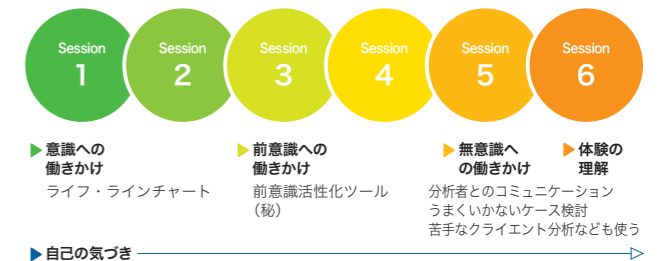 Session
1
Session
2
Session
3
Session
4
Session
5
Session
6
意識への
働きかけ
ライフ・ラインチャート
前意識への
働きかけ
前意識活性化ツール
（秘）
無意識へ
の働きかけ
体験の
理解
分析者とのコミュニケーション
うまくいかないケース検討
苦手なクライエント分析なども使う
自己の気づき